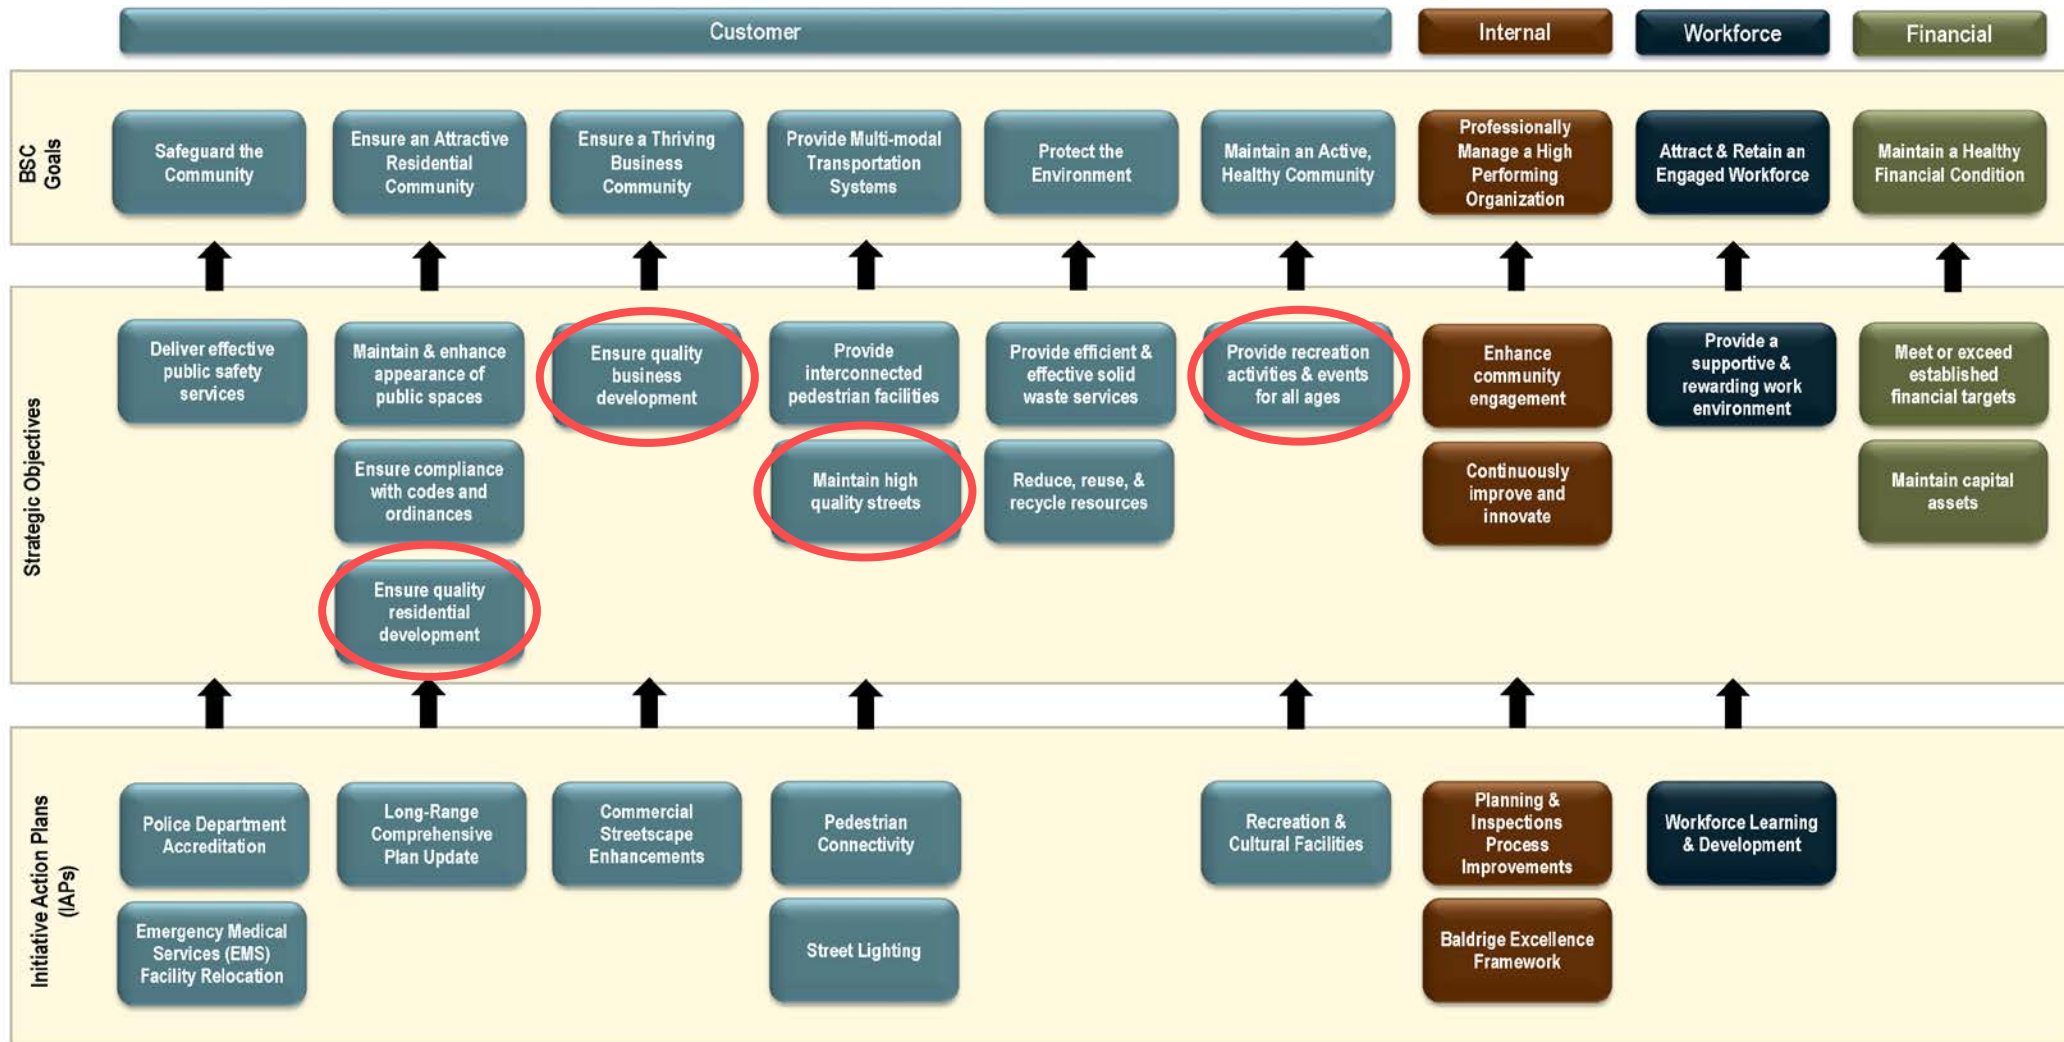 Customer
Internal
Workforce
Financial
BSC
Goals
Safeguard the
Community
Ensure an Attractive
Residential
Community
Ensure a Thriving
Business
Community
Provide Multi-modal
Transportation
Systems
Protect the
Environment
Maintain an Active,
Healthy Community
Professionally
Manage a High
Performing
Organization
Attract & Retain an
Engaged Workforce
Maintain a Healthy
Financial Condition
Strategic Objectives
Deliver effective
public safety
services
Maintain & enhance
appearance of
public spaces
Ensure quality
business
development
Provide
interconnected
pedestrian facilities
Provide efficient &
effective solid
waste services
Provide recreation
activities & events
for all ages
Enhance
community
engagement
Provide a
supportive &
rewarding work
environment
Meet or exceed
established
financial targets
Ensure compliance
with codes and
ordinances
Maintain high
quality streets
Reduce, reuse, &
recycle resources
Continuously
improve and
innovate
Maintain capital
assets
Ensure quality
residential
development
Initiative Action Plans
(IAPs)
Police Department
Accreditation
Long-Range
Comprehensive
Plan Update
Commercial
Streetscape
Enhancements
Pedestrian
Connectivity
Recreation &
Cultural Facilities
Planning &
Inspections
Process
Improvements
Workforce Learning
& Development
Emergency Medical
Services (EMS)
Facility Relocation
Street Lighting
Baldrige Excellence
Framework